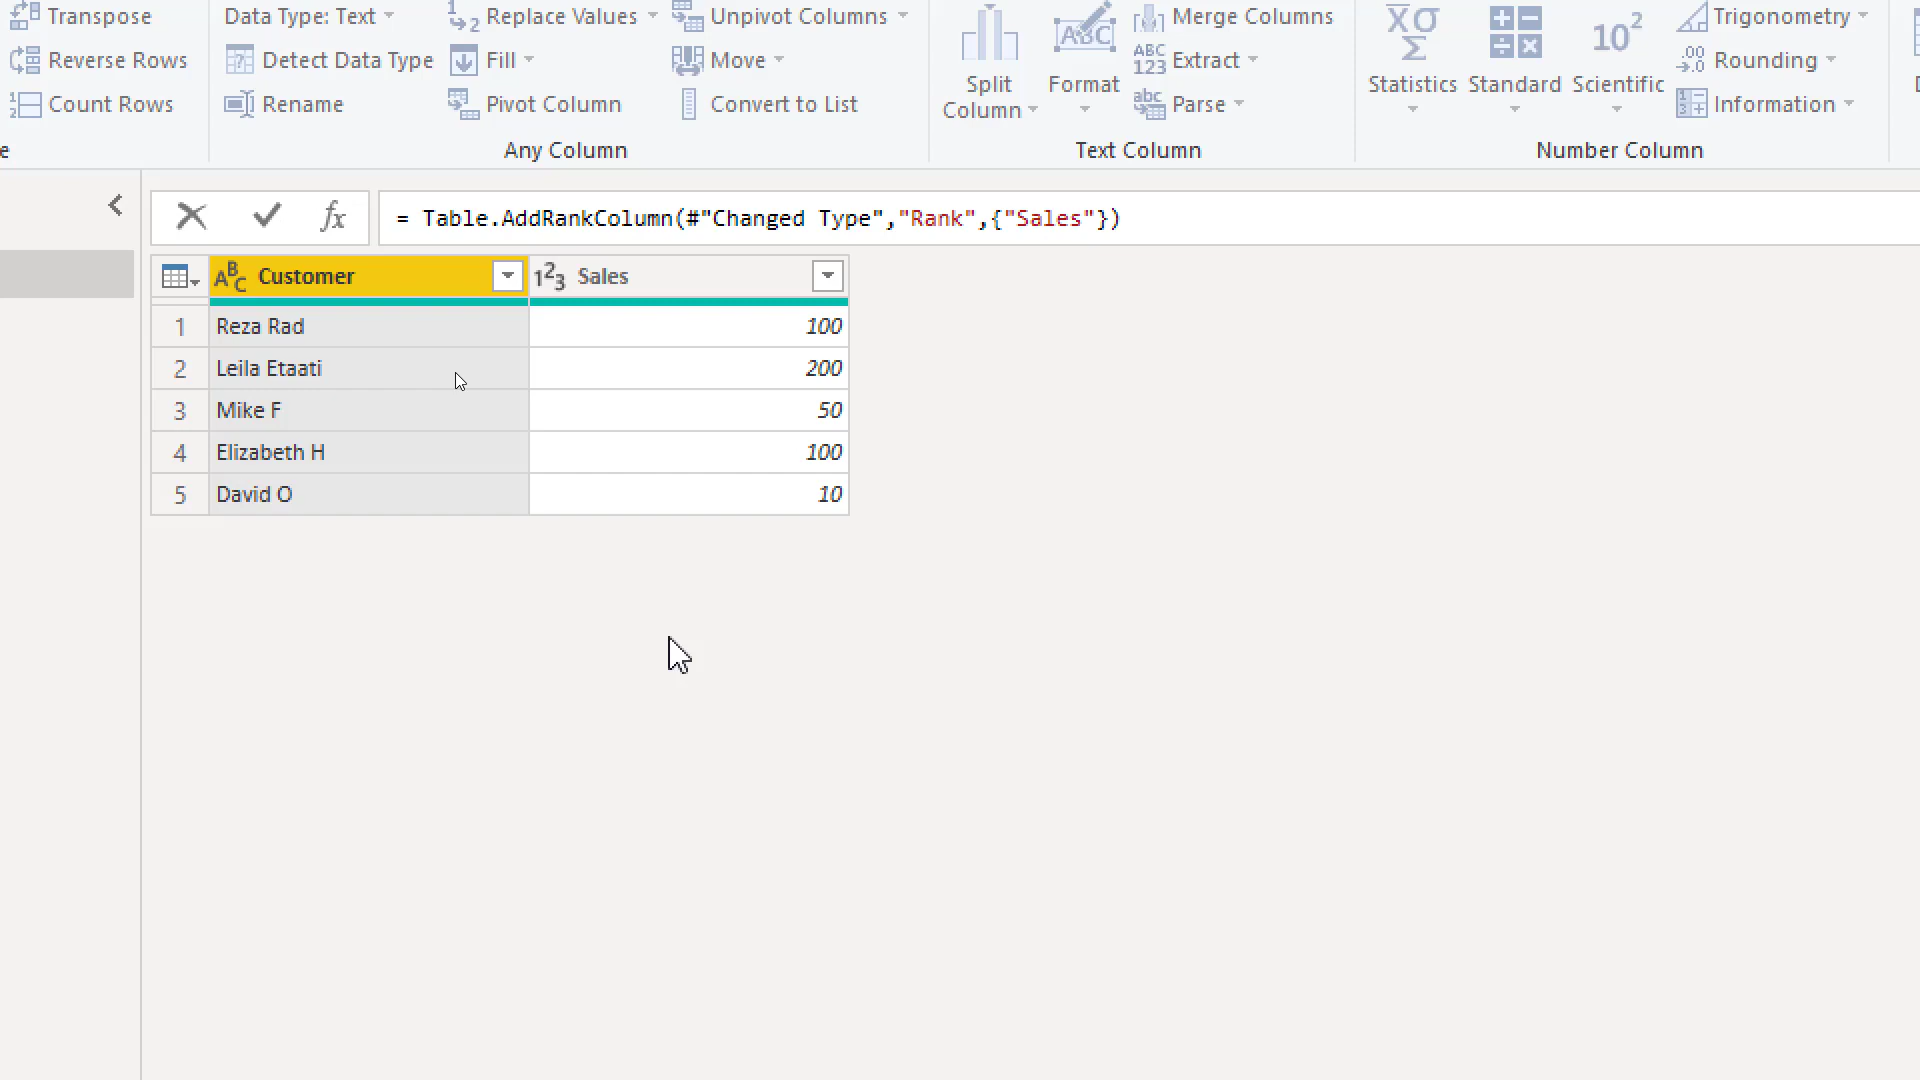 Transpose
Data Type: Text
Replace Values
Unpivot Columns
Merge Columns
Trigonometry
Reverse Rows
Detect Data Type
Fill
Move
Extract
Rounding
Count Rows
Rename
Pivot Column
Convert to List
Split
Column
Format
Parse
Statistics
Standard
Scientific
Information
e
Any Column
Text Column
Number Column
fx
= Table.AddRankColumn(#"Changed Type","Rank",{"Sales"})
ABC Customer
123 Sales
1 Reza Rad 100
2 Leila Etaati 200
3 Mike F 50
4 Elizabeth H 100
5 David O 10